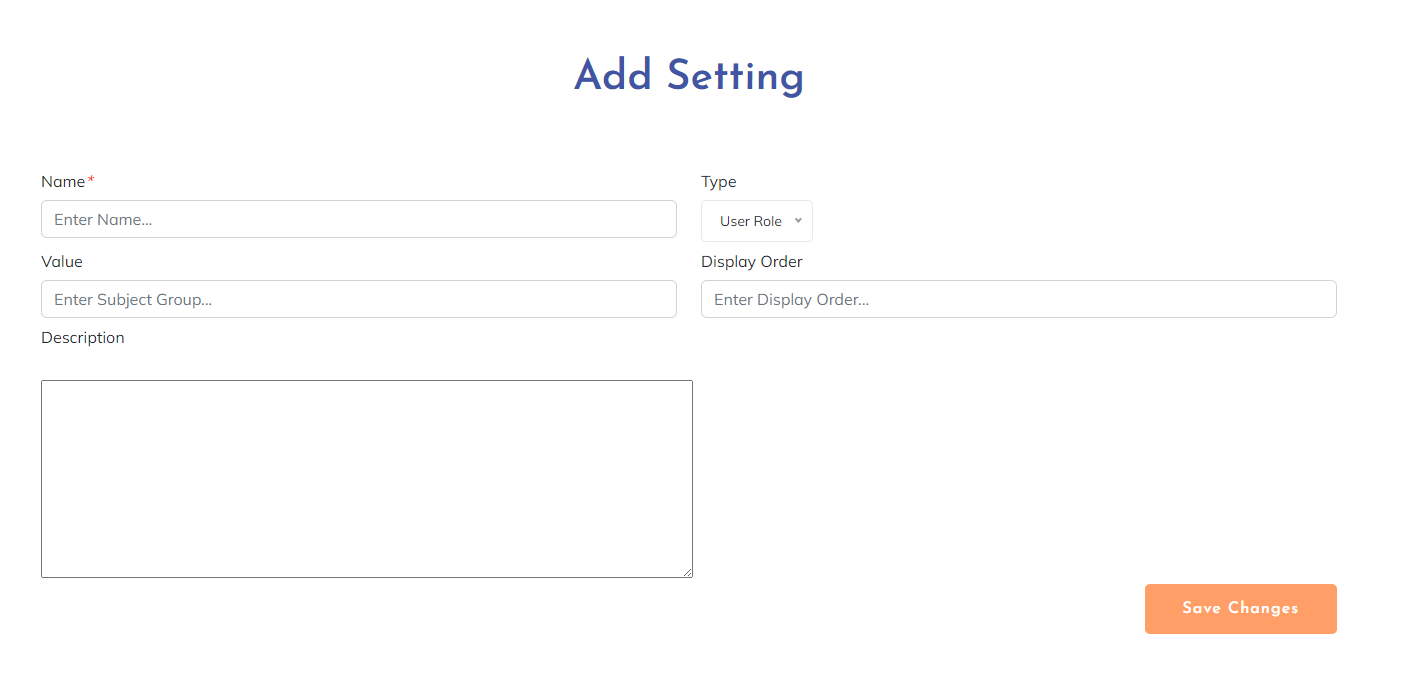 Add Setting
Name*
Type
Enter Name...
User Role
Value
Display Order
Enter Subject Group...
Enter Display Order...
Description
Save Changes